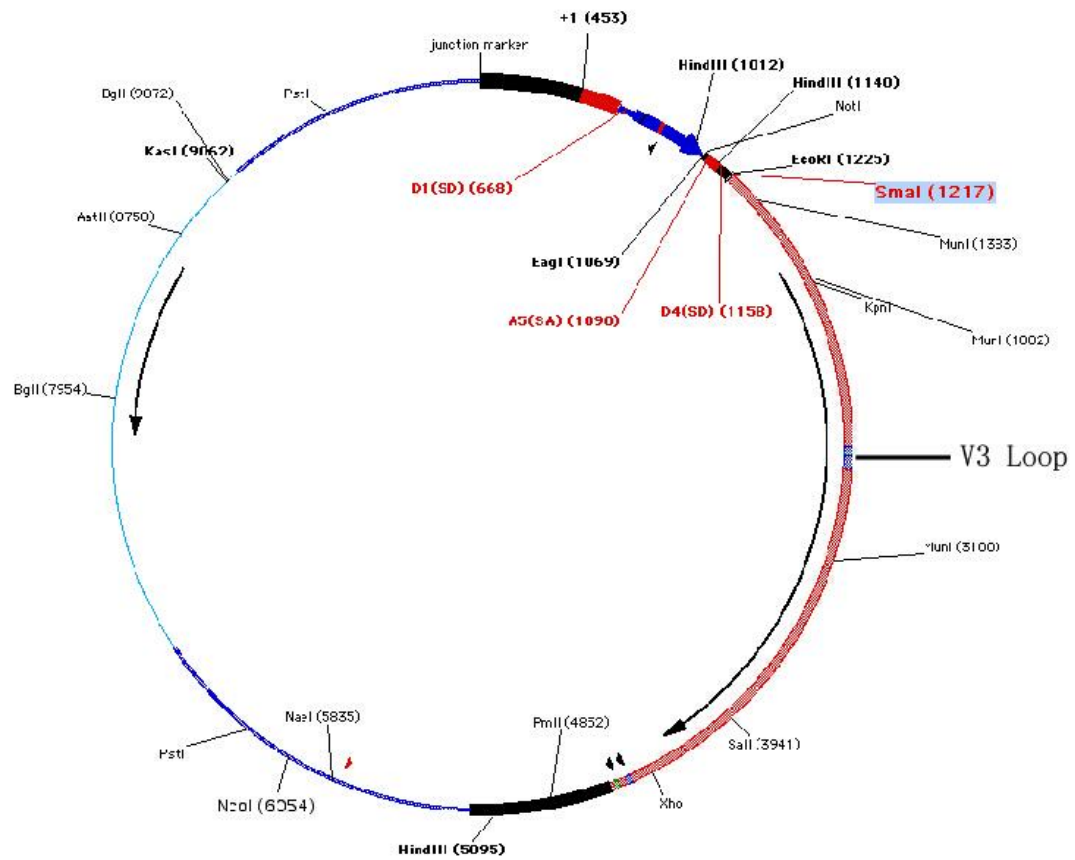 +1 (453)
junction marker
HindIII (1012)
HindIII (1140)
NotI
PstI
KasI (9062)
EcoRI (1225)
SmaI (1217)
D1(SD) (668)
EagI (1069)
A5(SA) (1090)
D4(SD) (1158)
KpnI
BglI (7954)
V3 Loop
MunI (3100)
NaeI (5835)
PmlI (4852)
SalI (3941)
PstI
NcoI (6054)
Xho
HindIII (5095)